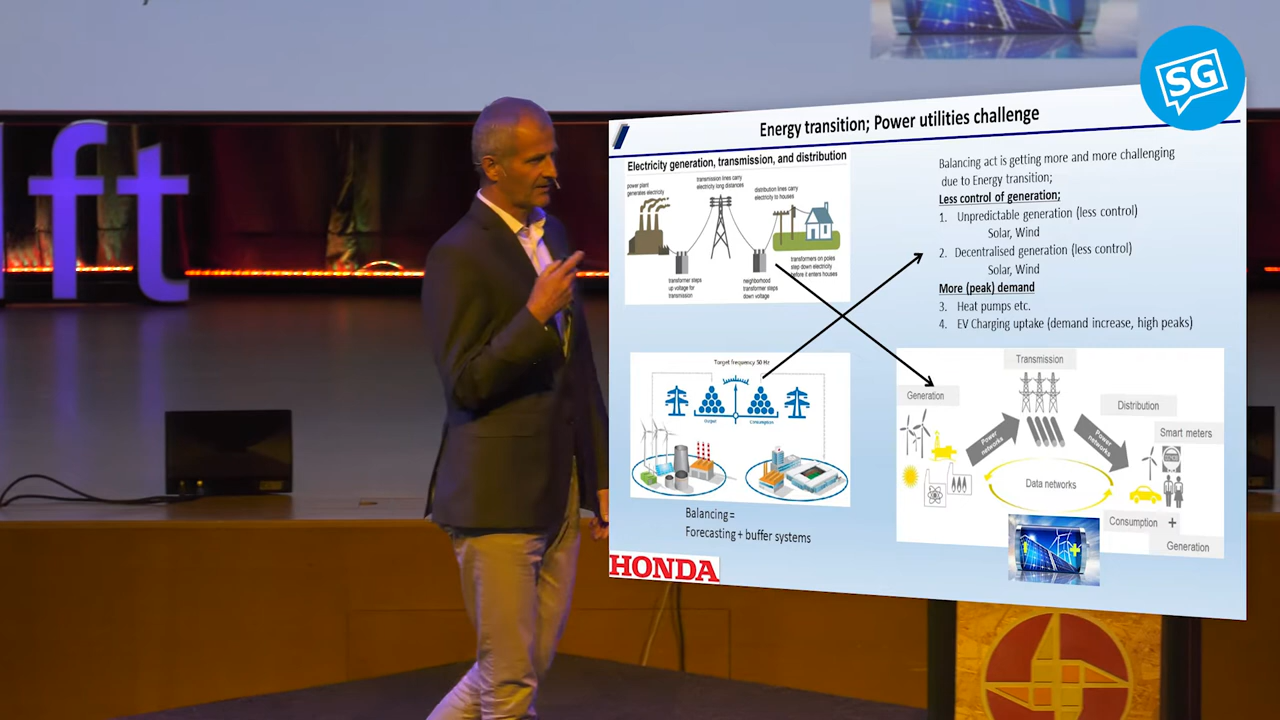 SG
ft
Energy transition; Power utilities challenge
Electricity generation, transmission, and distribution
power plant
generates electricity
transmission lines carry
electricity long distances
distribution lines carry
electricity to houses
transformer steps
up voltage for
transmission
neighborhood
transformer steps
down voltage
transformers on poles
step down electricity
before it enters houses
Balancing act is getting more and more challenging
due to Energy transition;
Less control of generation;
1. Unpredictable generation (less control)
Solar, Wind
2. Decentralised generation (less control)
Solar, Wind
More (peak) demand
3. Heat pumps etc.
4. EV Charging uptake (demand increase, high peaks)
Target frequency 50 Hz
Output
Consumption
Balancing =
Forecasting + buffer systems
Transmission
Generation
Distribution
Smart meters
Power
networks
Power
networks
Data networks
Consumption +
Generation
HONDA